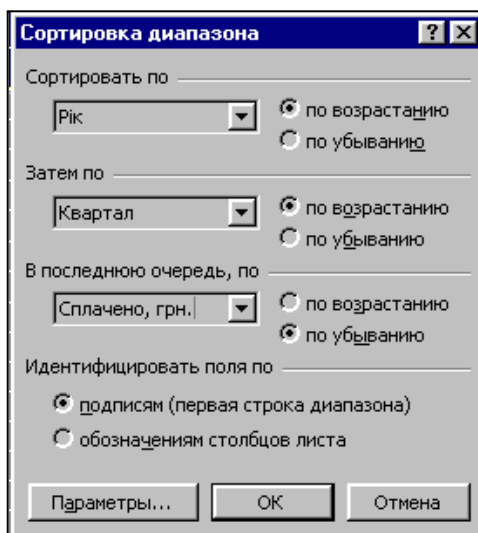 Сортировка диапазона
Сортировать по
Рік
по возрастанию
по убыванию
Затем по
Квартал
по возрастанию
по убыванию
В последнюю очередь, по
Сплачено, грн.
по возрастанию
по убыванию
Идентифицировать поля по
подписям (первая строка диапазона)
обозначениям столбцов листа
Параметры... ОК Отмена